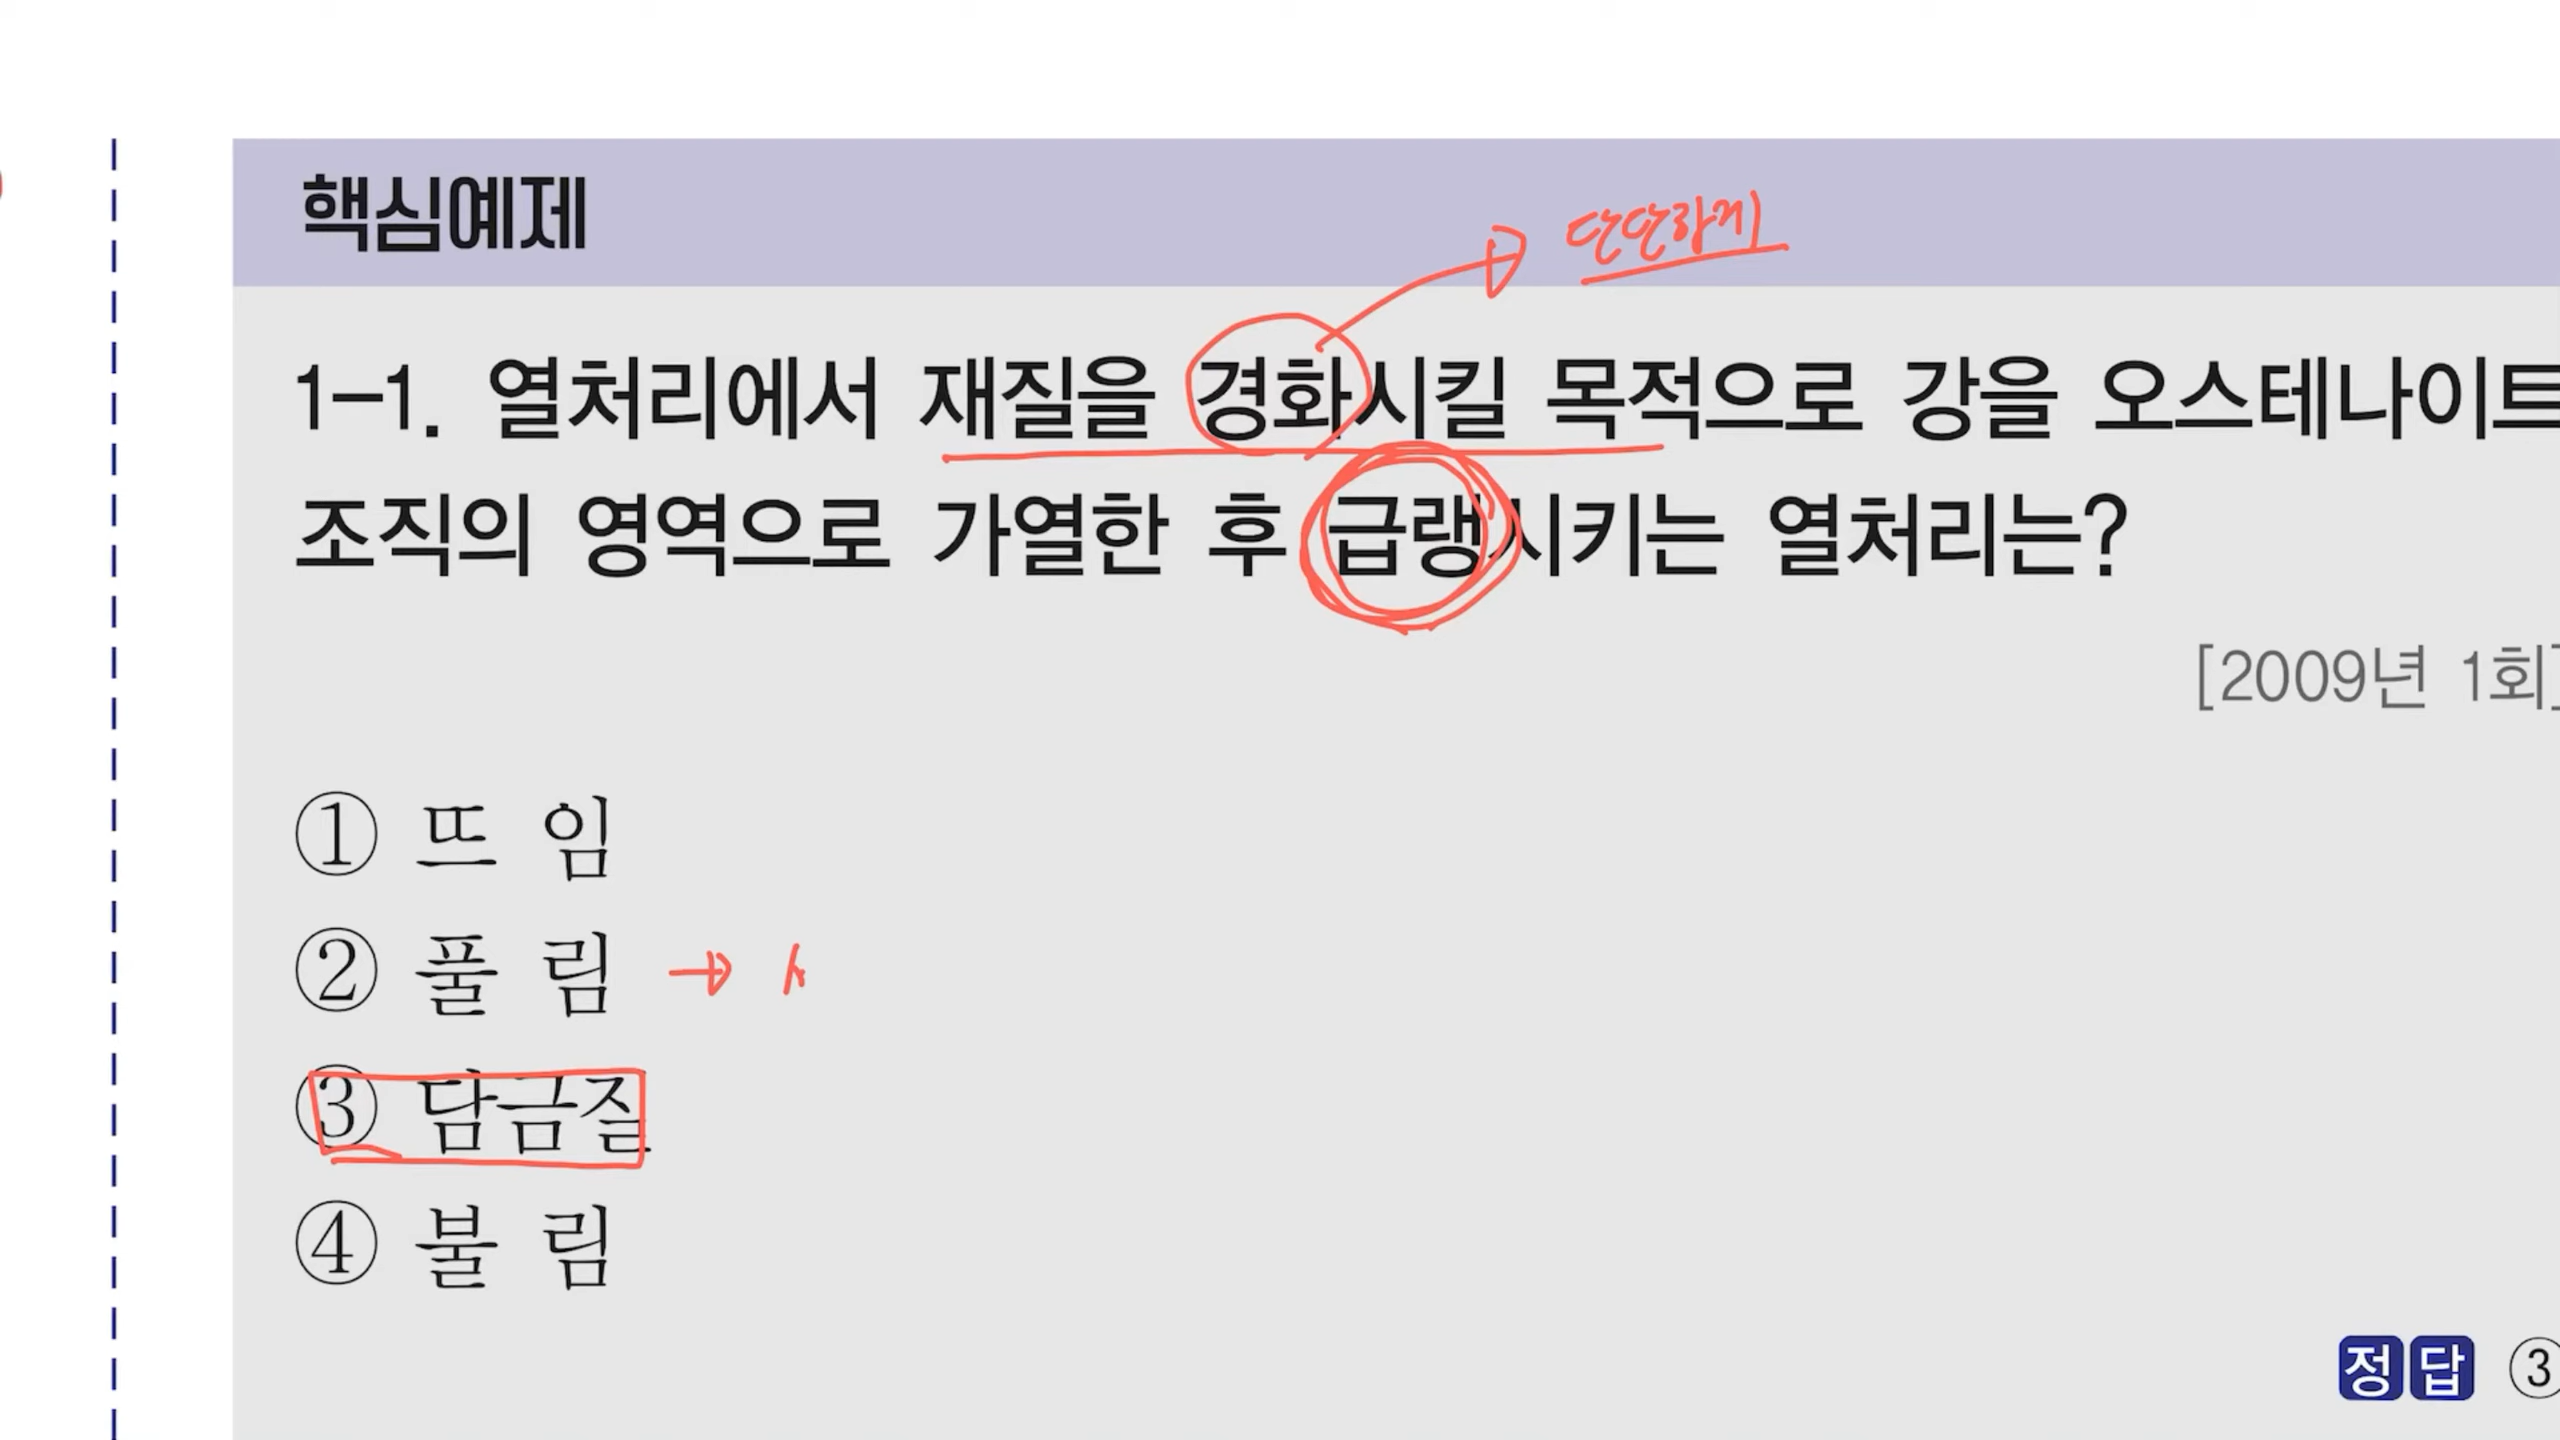 핵심예제
단단하게
1-1. 열처리에서 재질을 경화시킬 목적으로 강을 오스테나이트
조직의 영역으로 가열한 후 급랭시키는 열처리는?
[2009년 1회]
① 뜨 임
② 풀 림 →
③ 담금질
④ 불 림
정답 ③